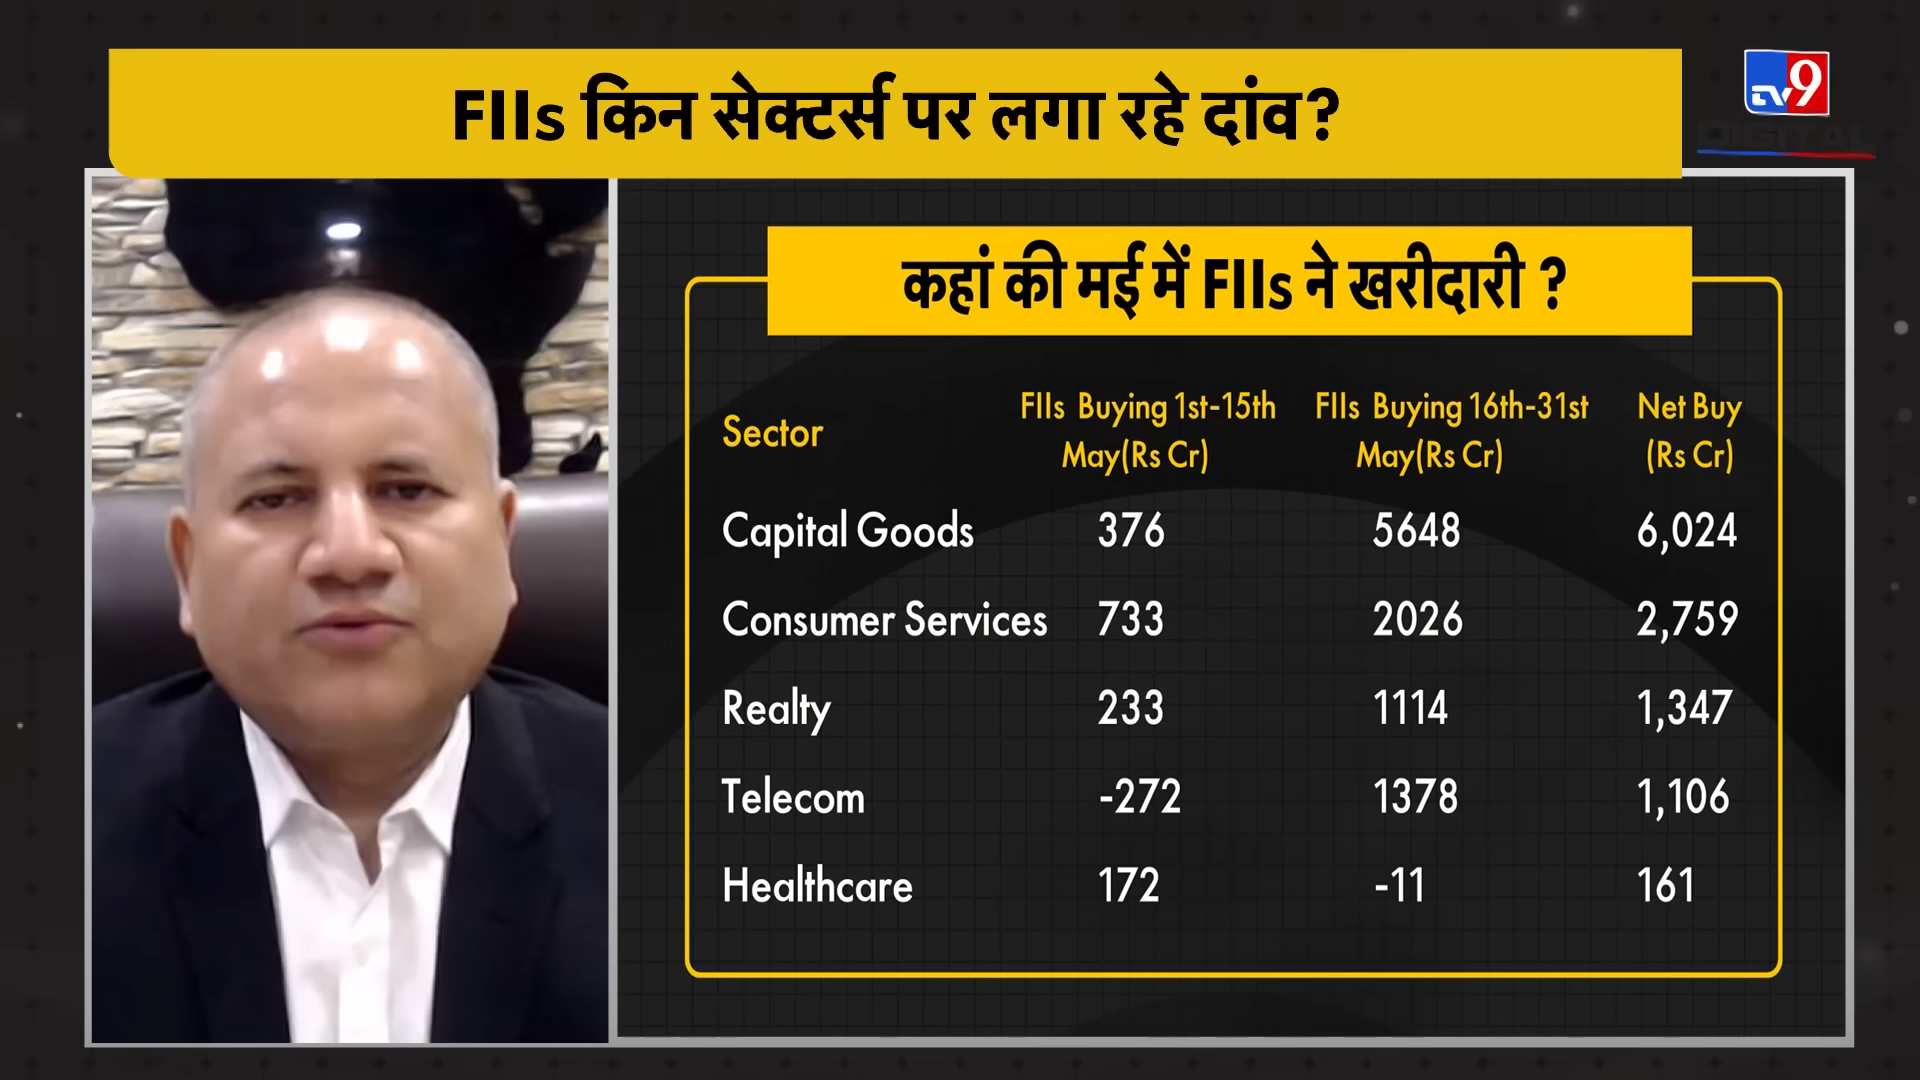 FIIs किन सेक्टर्स पर लगा रहे दांव?
TV9
DIGITAL
कहां की मई में FIIs ने खरीदारी ?
Sector FIIs Buying 1st-15th May(Rs Cr) FIIs Buying 16th-31st May(Rs Cr) Net Buy (Rs Cr)
Capital Goods 376 5648 6,024
Consumer Services 733 2026 2,759
Realty 233 1114 1,347
Telecom -272 1378 1,106
Healthcare 172 -11 161